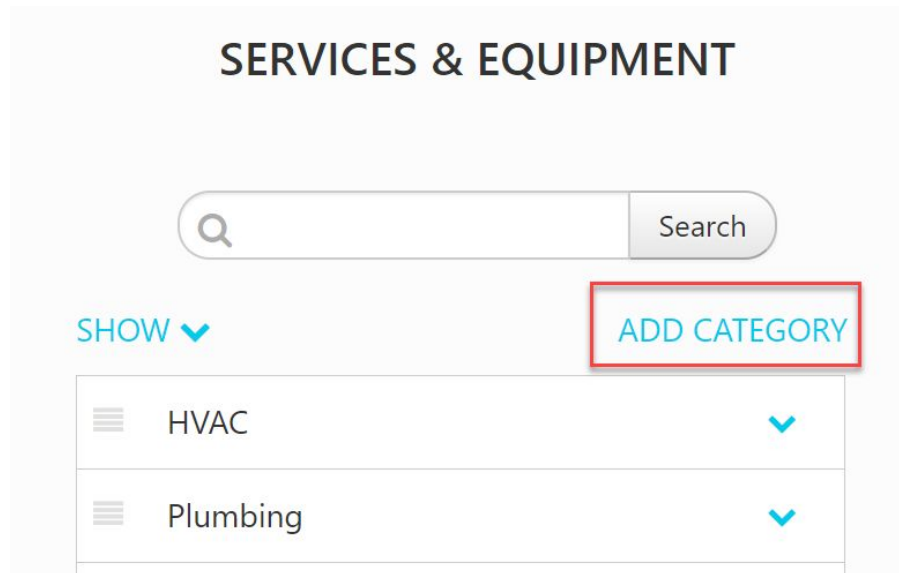 SERVICES & EQUIPMENT
Search
SHOW
ADD CATEGORY
HVAC
Plumbing